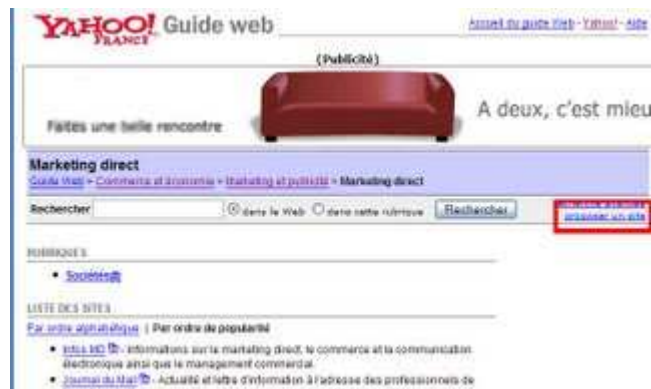 YAHOO! Guide web
FRANCE
Accueil du guide Web - Yahoo! - Aide
(Publicité)
Faites une belle rencontre
A deux, c'est mieu
Marketing direct
Guide Web > Commerce et économie > Marketing et publicité > Marketing direct
Rechercher dans le Web dans cette rubrique Rechercher
proposer un site
RUBRIQUES
Sociétés
LISTE DES SITES
Par ordre alphabétique | Par ordre de popularité
Infos MD - Informations sur le marketing direct, le commerce et la communication
électronique ainsi que le management commercial.
Journal du Mail - Actualité et lettre d'information à l'adresse des professionnels de